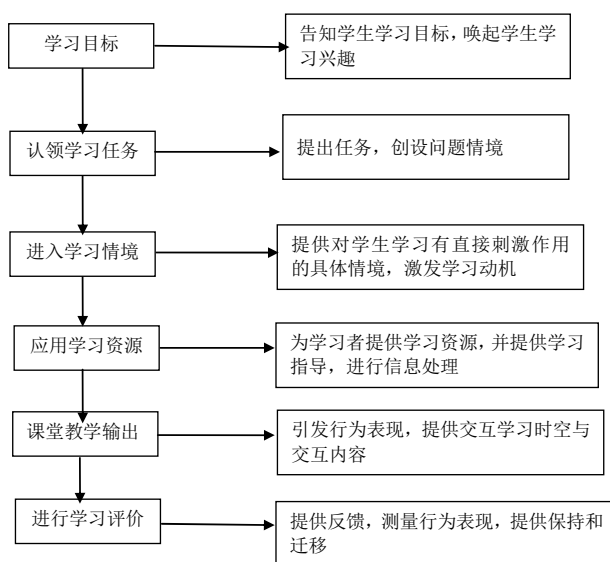 学习目标
告知学生学习目标，唤起学生学
习兴趣
认领学习任务
提出任务，创设问题情境
进入学习情境
提供对学生学习有直接刺激作用
的具体情境，激发学习动机
应用学习资源
为学习者提供学习资源，并提供学习
指导，进行信息处理
课堂教学输出
引发行为表现，提供交互学习时空与
交互内容
进行学习评价
提供反馈，测量行为表现，提供保持和
迁移